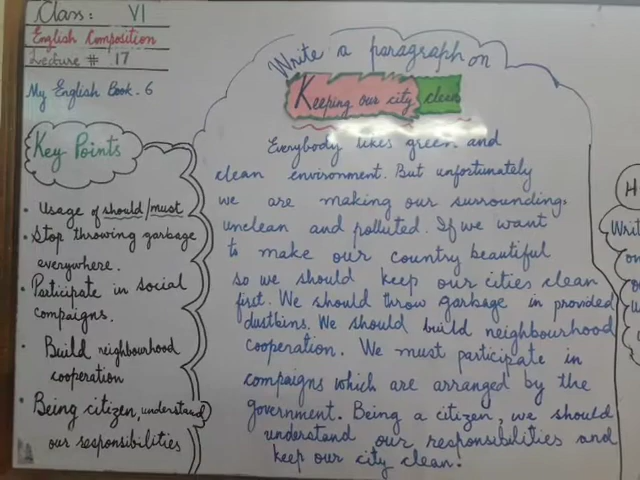 Class: VI
English Composition
Lecture # 17
My English Book - 6
Key Points
• Usage of should/must
• Stop throwing garbage
everywhere.
• Participate in social
campaigns.
• Build neighbourhood
cooperation
• Being citizen, understand
our responsibilities
Write a paragraph on
Keeping our city clean
Everybody likes green and
clean environment. But unfortunately
we are making our surroundings
unclean and polluted. If we want
to make our country beautiful
so we should keep our cities clean
first. We should throw garbage in provided
dustbins. We should build neighbourhood
cooperation. We must participate in
campaigns which are arranged by the
government. Being a citizen, we should
understand our responsibilities and
keep our city clean.
H
Writ